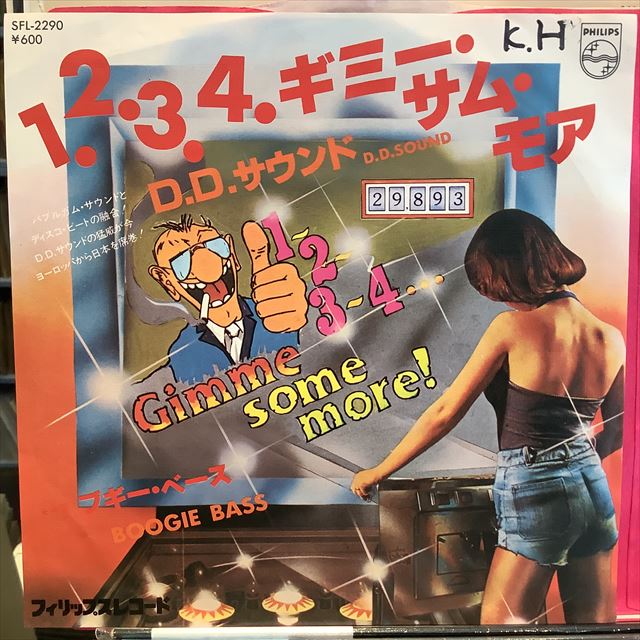 SFL-2290
¥600
K.H
PHILIPS
1.2.3.4.ギミー・
サム・
モア
D.D.サウンド D.D.SOUND
バブルガム・サウンドと
ディスコ・ビートの融合!
D.D.サウンドの猛威が今
ヨーロッパから日本を席巻!
29.893
1-2-
3-4...
Gimme
some
more!
ブギー・ベース
BOOGIE BASS
フィリップスレコード